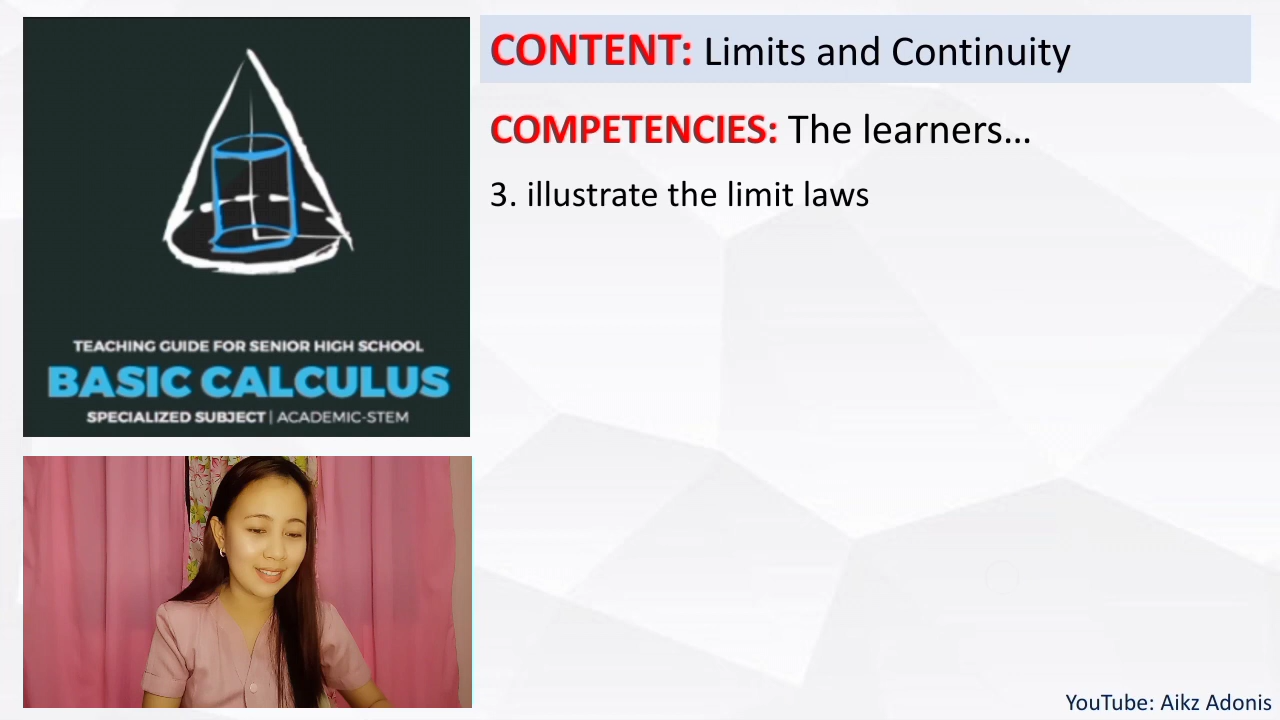 TEACHING GUIDE FOR SENIOR HIGH SCHOOL
BASIC CALCULUS
SPECIALIZED SUBJECT | ACADEMIC-STEM
CONTENT: Limits and Continuity
COMPETENCIES: The learners…
3. illustrate the limit laws
YouTube: Aikz Adonis